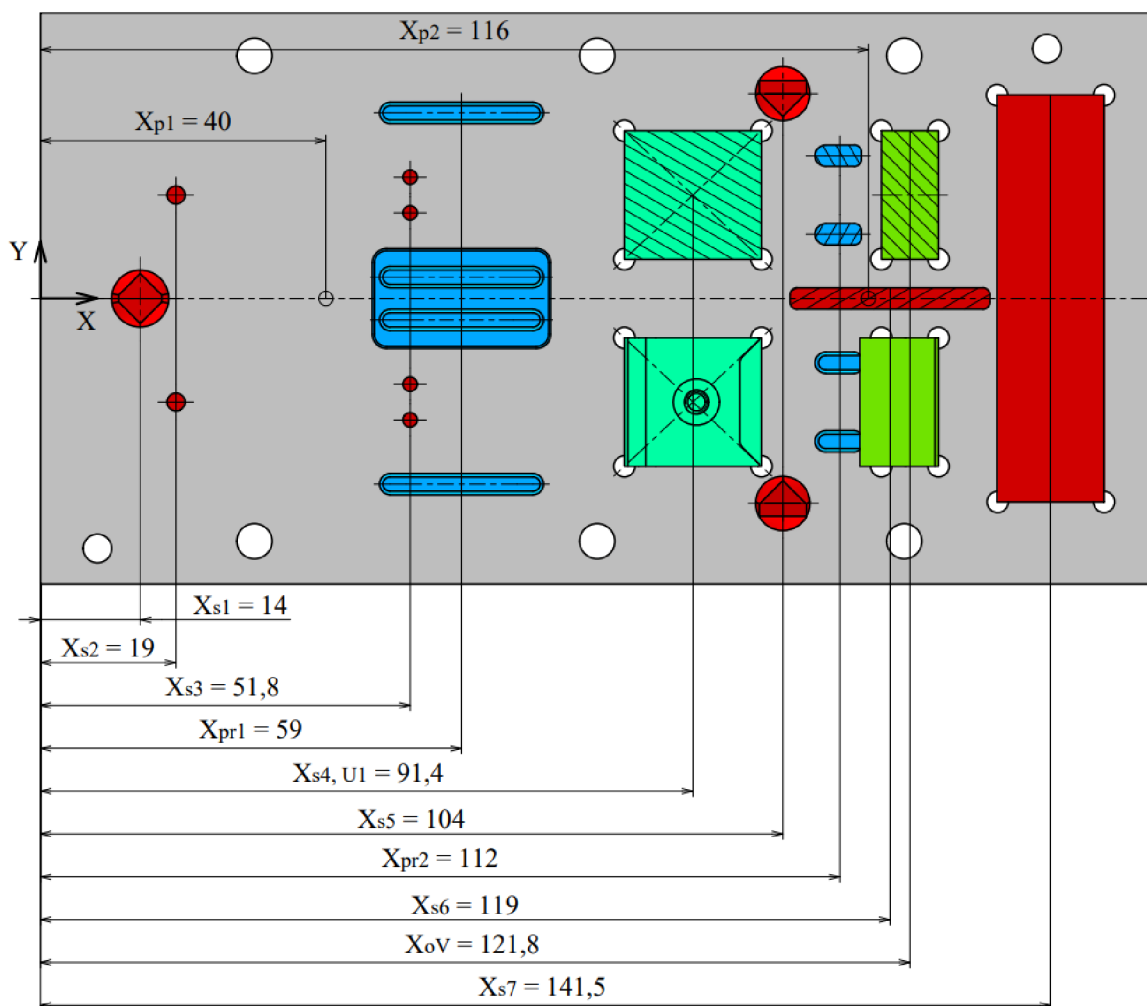 Xp2 = 116
Xp1 = 40
Y
X
Xs1 = 14
Xs2 = 19
Xs3 = 51,8
Xpr1 = 59
Xs4, U1 = 91,4
Xs5 = 104
Xpr2 = 112
Xs6 = 119
XoV = 121,8
Xs7 = 141,5